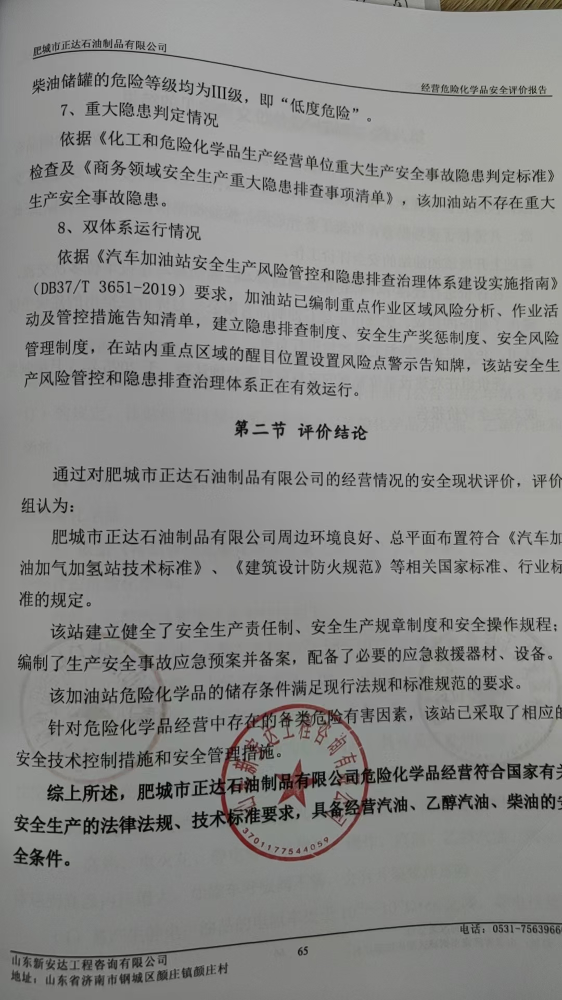 肥城市正达石油制品有限公司
经营危险化学品安全评价报告
柴油储罐的危险等级均为III级，即“低度危险”。
7、重大隐患判定情况
依据《化工和危险化学品生产经营单位重大生产安全事故隐患判定标准》
检查及《商务领域安全生产重大隐患排查事项清单》，该加油站不存在重大
生产安全事故隐患。
8、双体系运行情况
依据《汽车加油站安全生产风险管控和隐患排查治理体系建设实施指南》
（DB37/T 3651-2019）要求，加油站已编制重点作业区域风险分析、作业活
动及管控措施告知清单，建立隐患排查制度、安全生产奖惩制度、安全风险
管理制度，在站内重点区域的醒目位置设置风险点警示告知牌，该站安全生
产风险管控和隐患排查治理体系正在有效运行。
第二节 评价结论
通过对肥城市正达石油制品有限公司的经营情况的安全现状评价，评价
组认为：
肥城市正达石油制品有限公司周边环境良好、总平面布置符合《汽车加
油加气加氢站技术标准》、《建筑设计防火规范》等相关国家标准、行业标
准的规定。
该站建立健全了安全生产责任制、安全生产规章制度和安全操作规程；
编制了生产安全事故应急预案并备案，配备了必要的应急救援器材、设备。
该加油站危险化学品的储存条件满足现行法规和标准规范的要求。
针对危险化学品经营中存在的各类危险有害因素，该站已采取了相应的
安全技术控制措施和安全管理措施。
综上所述，肥城市正达石油制品有限公司危险化学品经营符合国家有关
安全生产的法律法规、技术标准要求，具备经营汽油、乙醇汽油、柴油的安
全条件。
山东新安达工程咨询有限公司
3701177544059
电话：0531-7563966
65
山东新安达工程咨询有限公司
地址：山东省济南市钢城区颜庄镇颜庄村